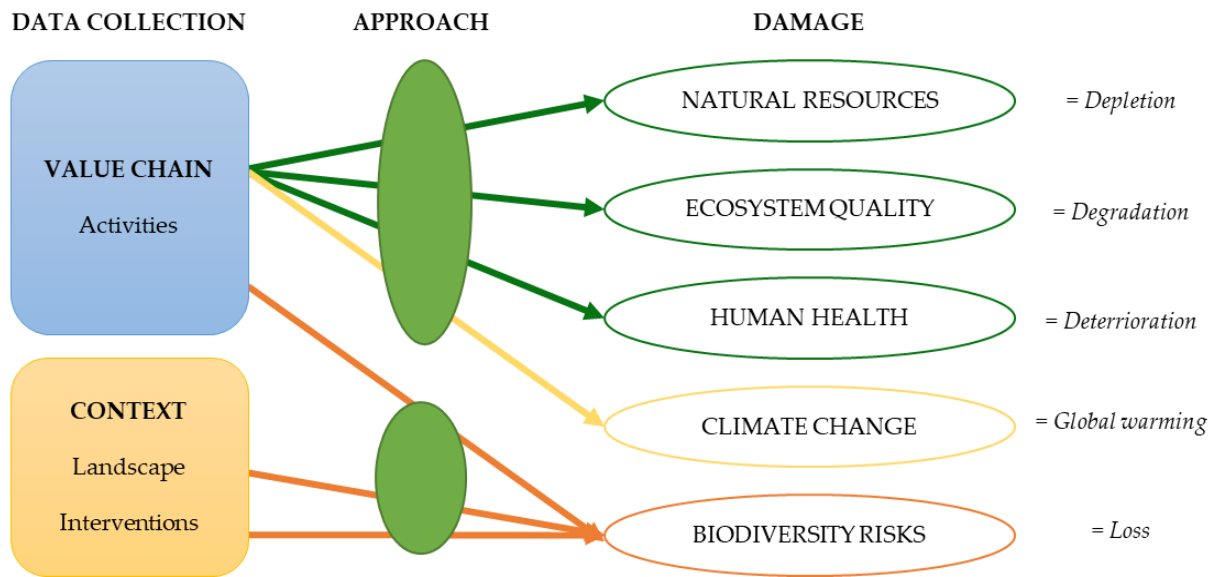 DATA COLLECTION
APPROACH
DAMAGE
VALUE CHAIN
Activities
CONTEXT
Landscape
Interventions
NATURAL RESOURCES
= Depletion
ECOSYSTEM QUALITY
= Degradation
HUMAN HEALTH
= Deterrioration
CLIMATE CHANGE
= Global warming
BIODIVERSITY RISKS
= Loss